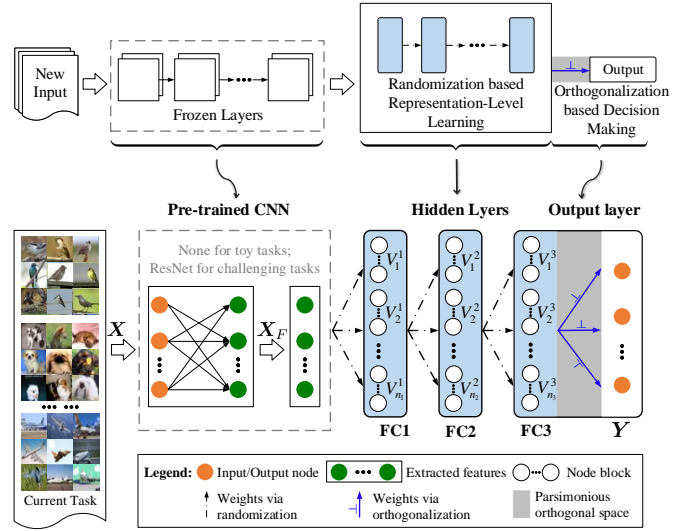 New
Input
Frozen Layers
Randomization based
Representation-Level
Learning
Output
Orthogonalization
based Decision
Making
Pre-trained CNN
Hidden Lyers
Output layer
None for toy tasks;
ResNet for challenging tasks
X
X_F
V_1^1
V_2^1
V_{n_1}^1
V_1^2
V_2^2
V_{n_2}^2
V_1^3
V_2^3
V_{n_3}^3
FC1
FC2
FC3
Y
Current Task
Legend:
Input/Output node
Extracted features
Node block
Weights via
randomization
Weights via
orthogonalization
Parsimonious
orthogonal space